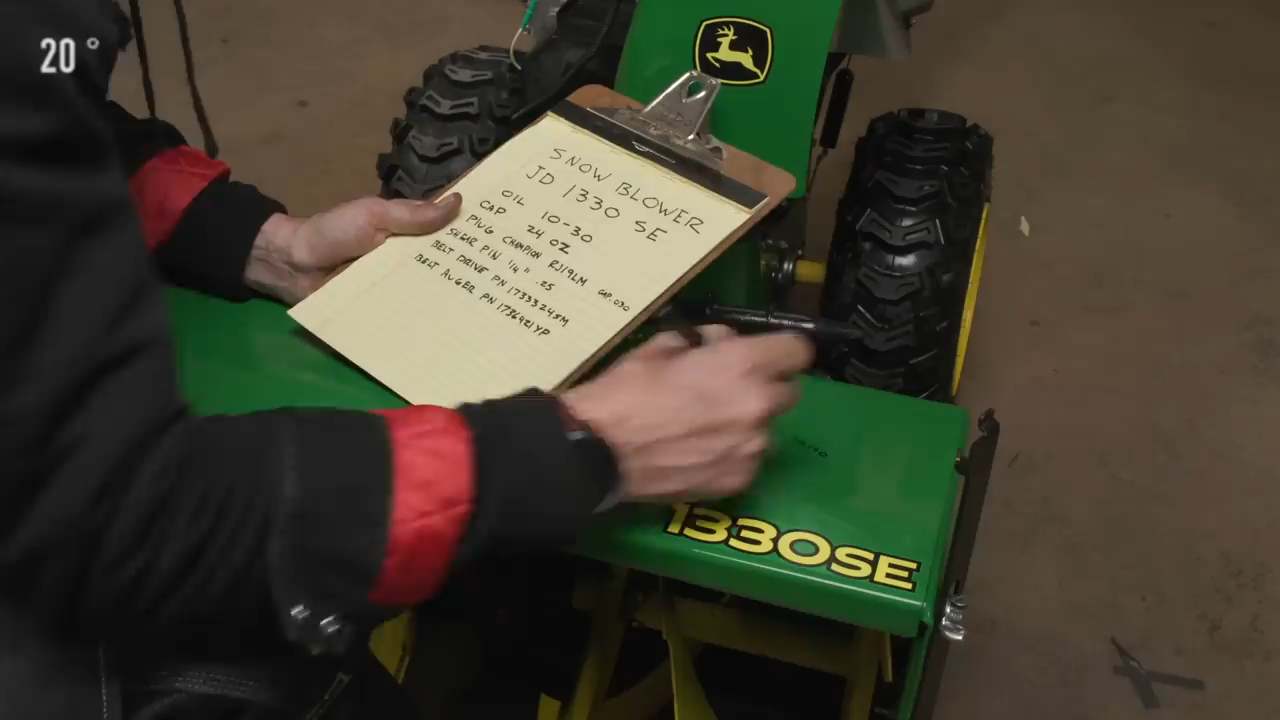 20°
SNOW BLOWER
JD 1330 SE
OIL 10-30
CAP 24 OZ
PLUG CHAMPION RJ19LM GAP .030
SHEAR PIN 1/4" .25
BELT DRIVE PN 1733324SM
BELT AUGER PN 1736421YP
1330SE